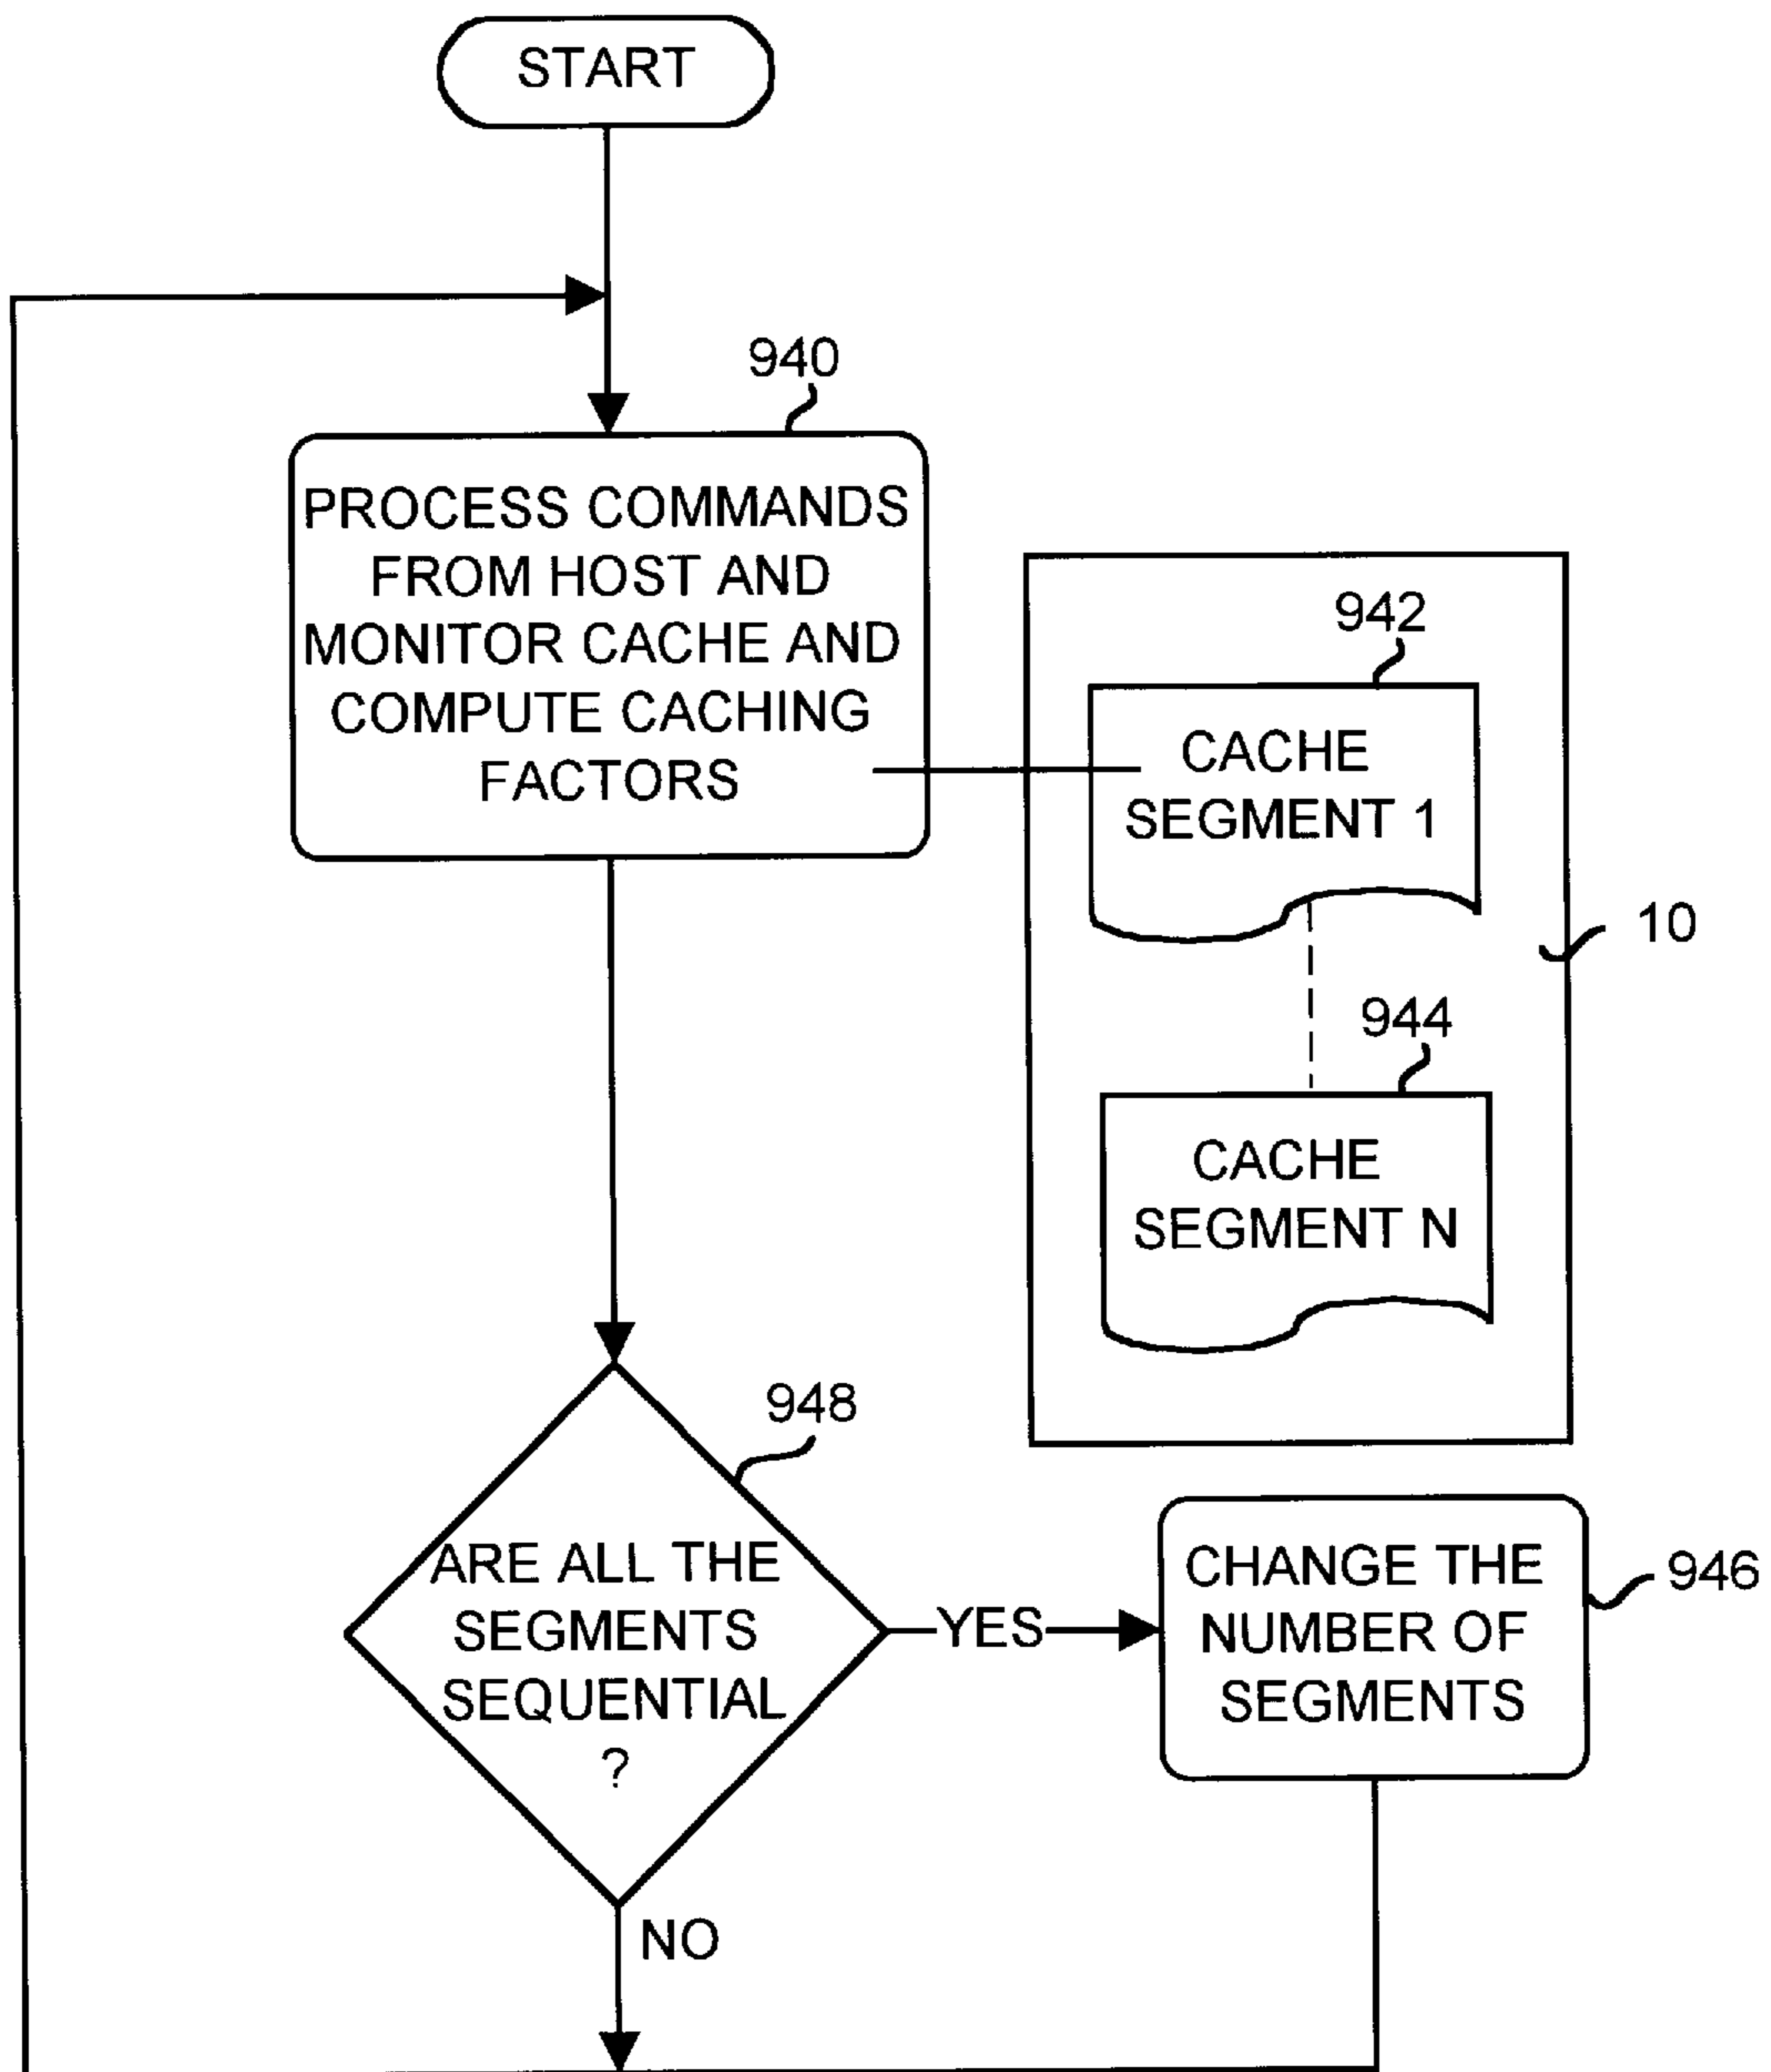 START
940
PROCESS COMMANDS
FROM HOST AND
MONITOR CACHE AND
COMPUTE CACHING
FACTORS
942
CACHE
SEGMENT 1
10
944
CACHE
SEGMENT N
948
ARE ALL THE
SEGMENTS
SEQUENTIAL
?
YES
CHANGE THE
NUMBER OF
SEGMENTS
946
NO